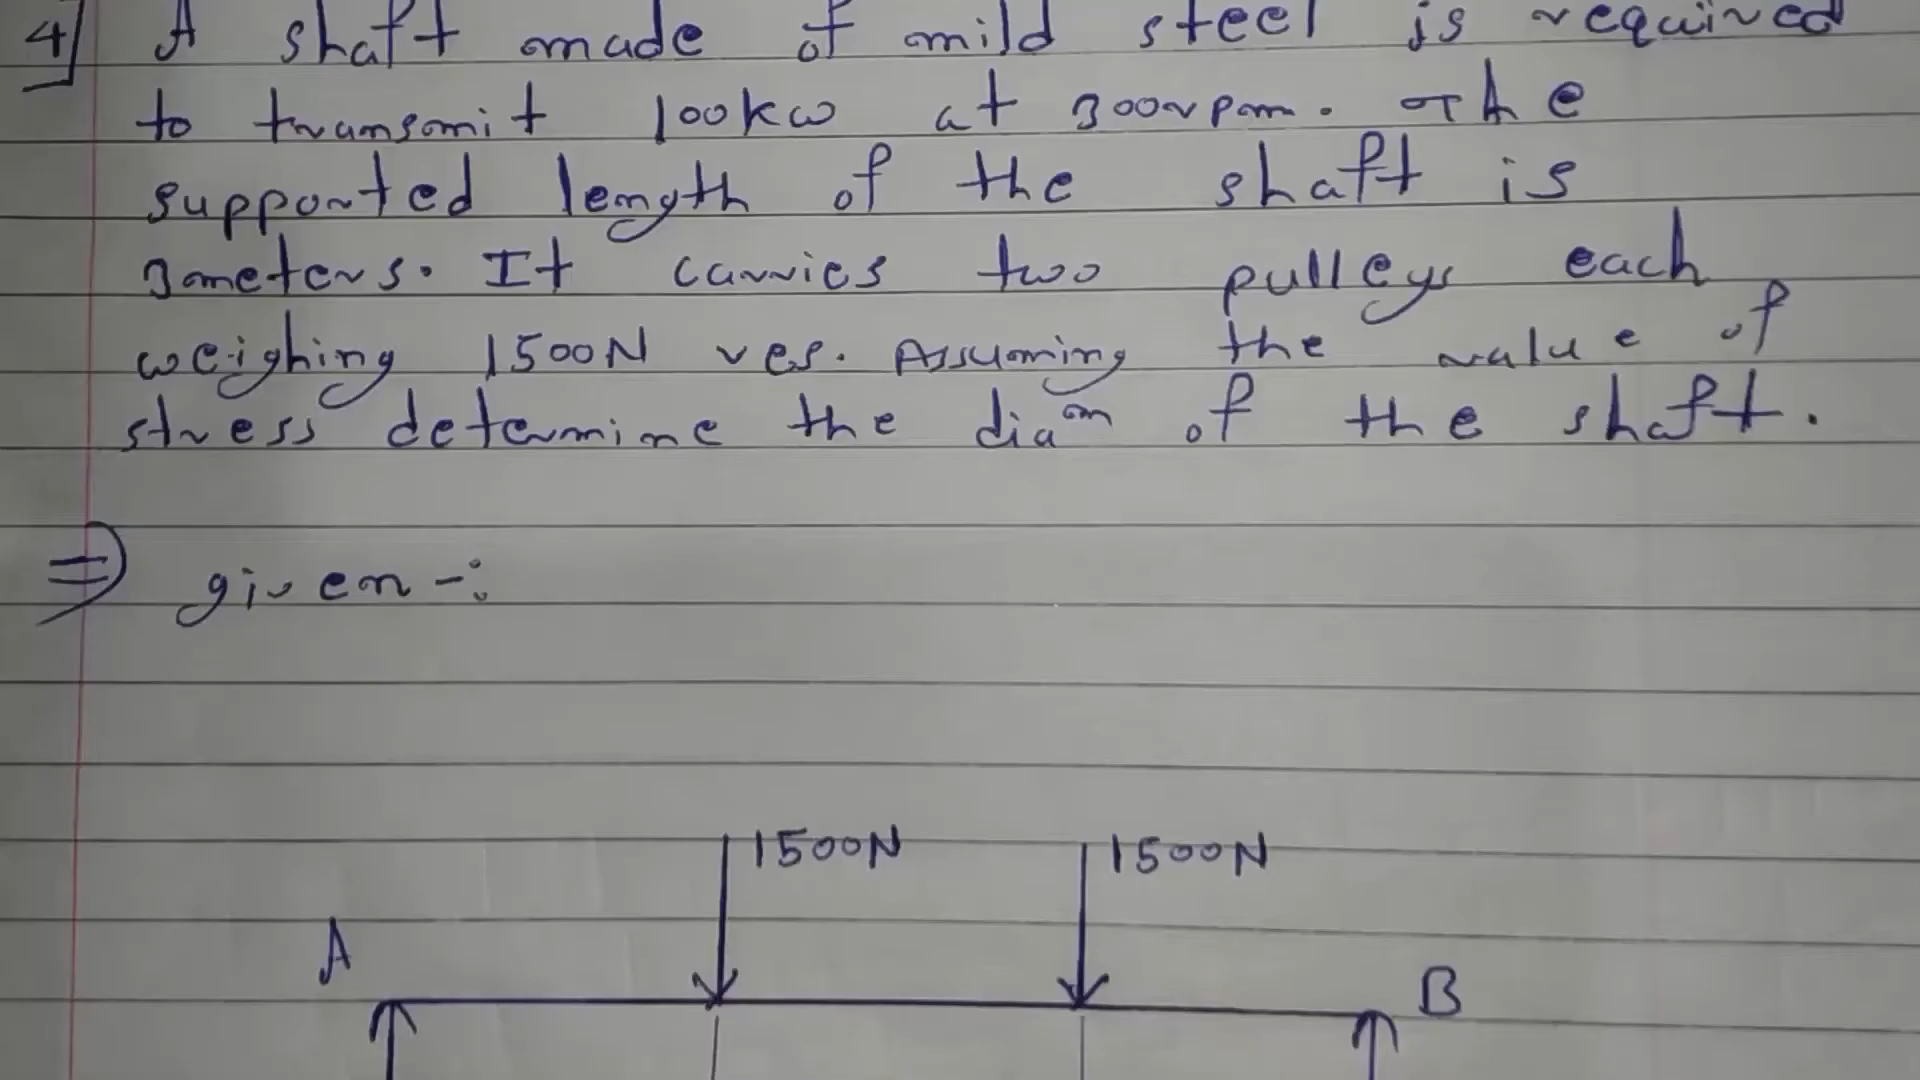 4] A shaft made of mild steel is required
to transmit 100kw at 300rpm. The
supported length of the shaft is
3meters. It carries two pulleys each
weighing 1500N res. Assuming the value of
stress determine the diam of the shaft.
⇒ given -:
1500N 1500N
A
B